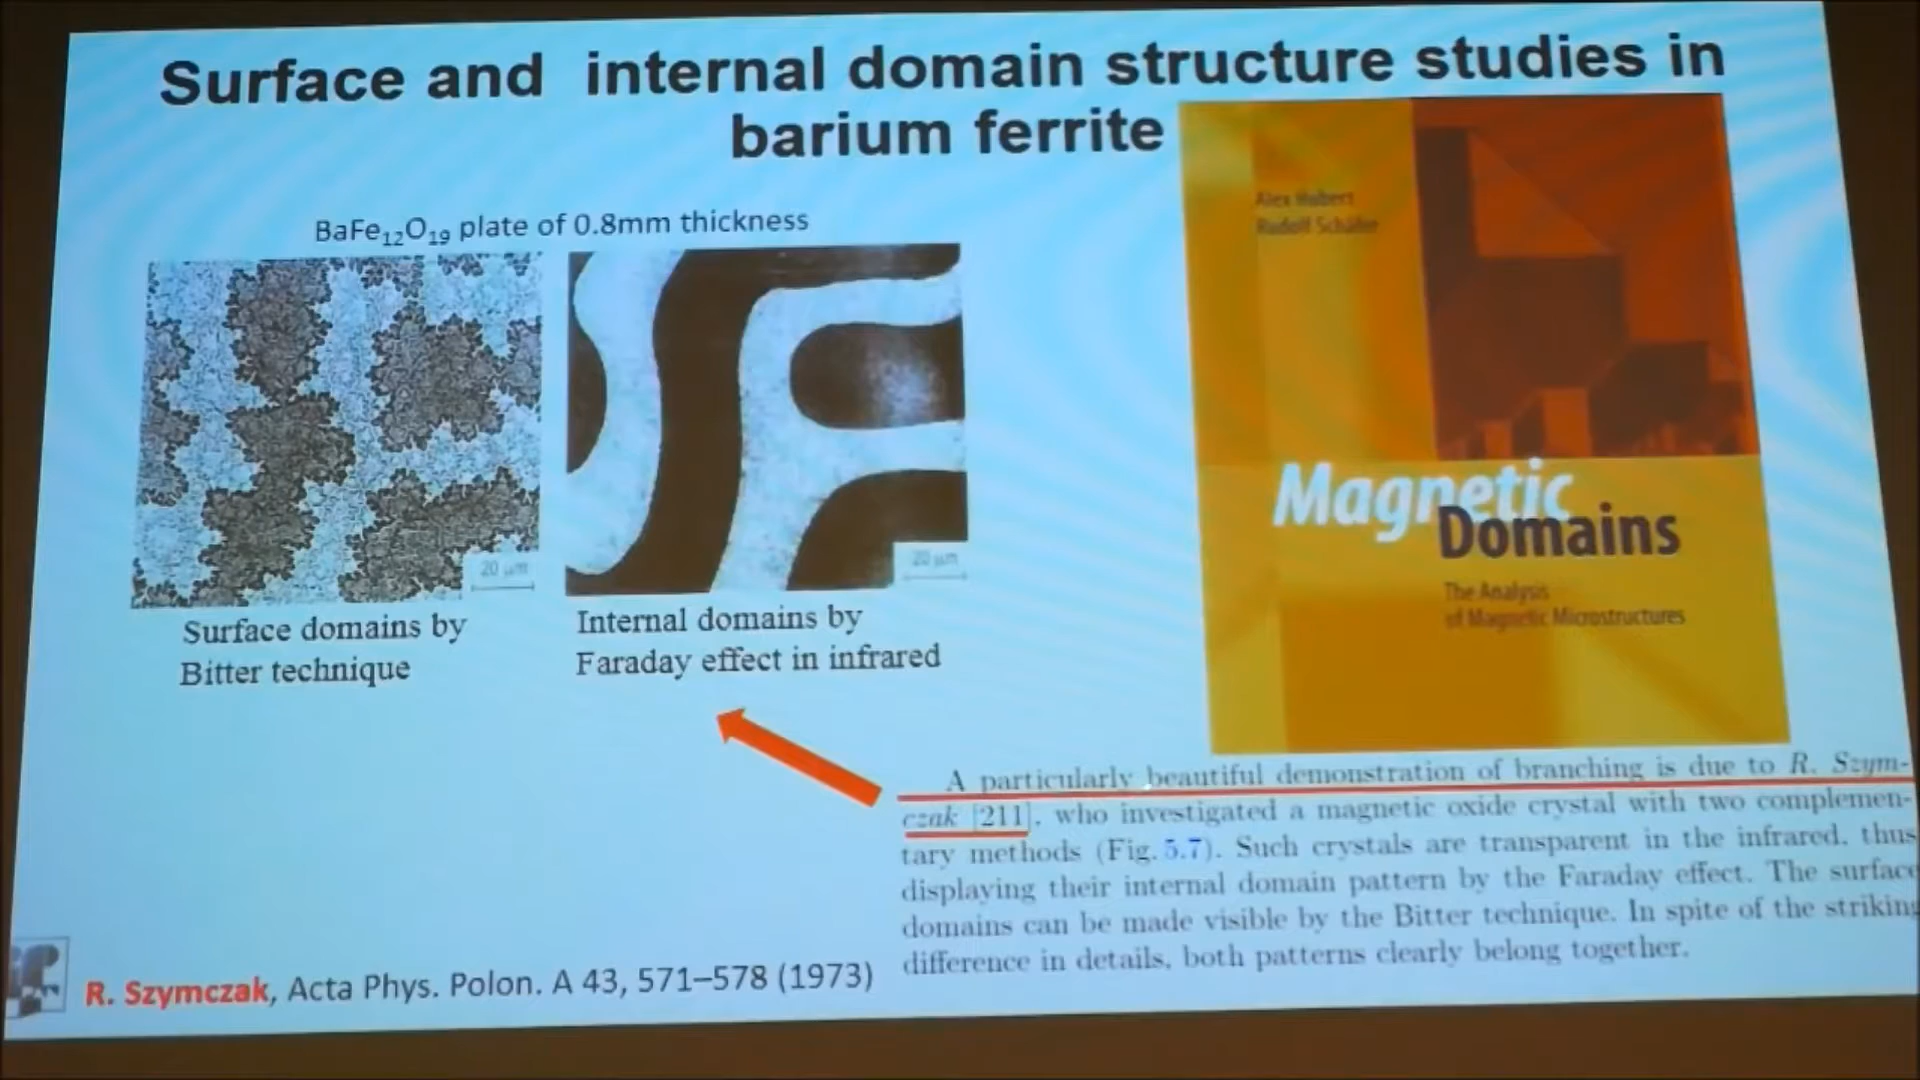 Surface and internal domain structure studies in
barium ferrite
BaFe₁₂O₁₉ plate of 0.8mm thickness
20 µm
20 µm
Surface domains by
Bitter technique
Internal domains by
Faraday effect in infrared
Alex Hubert
Rudolf Schäfer
Magnetic
Domains
The Analysis
of Magnetic Microstructures
A particularly beautiful demonstration of branching is due to R. Szym-
czak [211], who investigated a magnetic oxide crystal with two complemen-
tary methods (Fig. 5.7). Such crystals are transparent in the infrared, thus
displaying their internal domain pattern by the Faraday effect. The surface
domains can be made visible by the Bitter technique. In spite of the striking
difference in details, both patterns clearly belong together.
R. Szymczak, Acta Phys. Polon. A 43, 571–578 (1973)